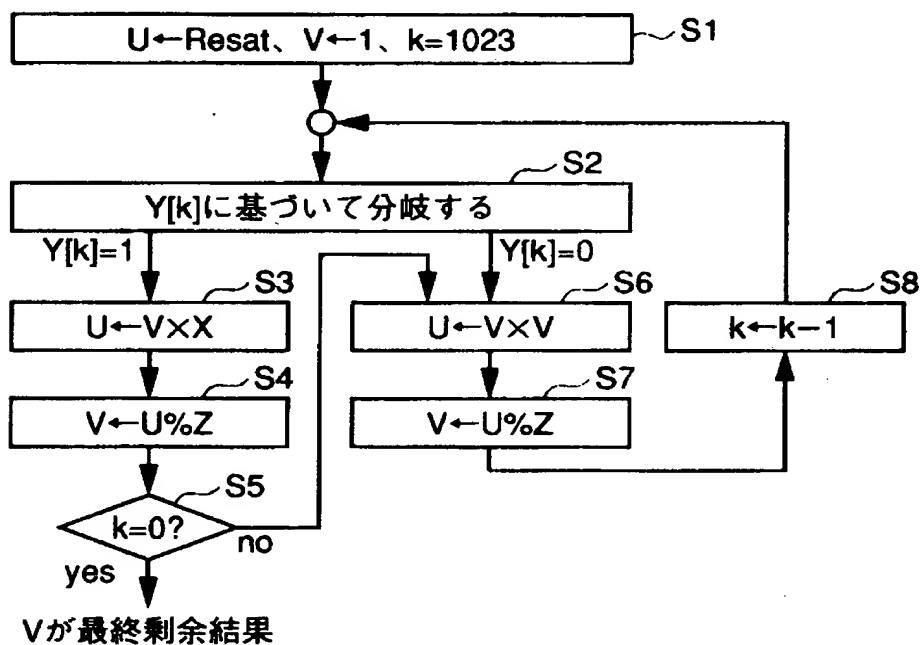 U←Resat、V←1、k=1023
S1
S2
Y[k]に基づいて分岐する
Y[k]=1
Y[k]=0
S3
U←V×X
S6
U←V×V
S8
k←k−1
S4
V←U%Z
S7
V←U%Z
S5
k=0?
no
yes
Vが最終剰余結果